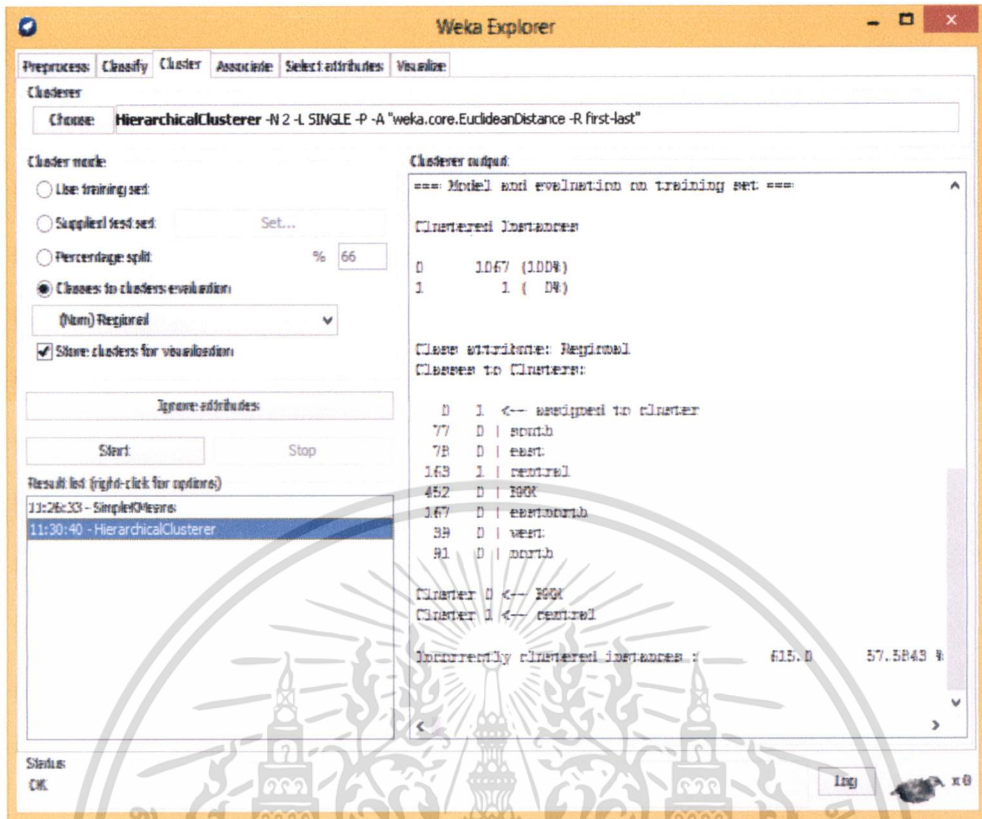 Weka Explorer
Preprocess Classify Cluster Associate Select attributes Visualize
Clusterer
Choose HierarchicalClusterer -N 2 -L SINGLE -P -A "weka.core.EuclideanDistance -R first-last"
Cluster mode
Use training set
Supplied test set Set...
Percentage split % 66
Classes to clusters evaluation
(Nom) Regional
Store clusters for visualization
Ignore attributes
Start Stop
Result list (right-click for options)
11:26:33 - SimpleKMeans
11:30:40 - HierarchicalClusterer
Clusterer output
=== Model and evaluation on training set ===
Clustered Instances
0 1067 (100%)
1 1 ( 0%)
Class attribute: Regional
Classes to Clusters:
0 1 <-- assigned to cluster
77 0 | south
78 0 | east
163 1 | central
452 0 | BKK
167 0 | eastnorth
39 0 | west
91 0 | north
Cluster 0 <-- BKK
Cluster 1 <-- central
Incorrectly clustered instances : 615.0 57.5843 %
Status
OK
Log x 0